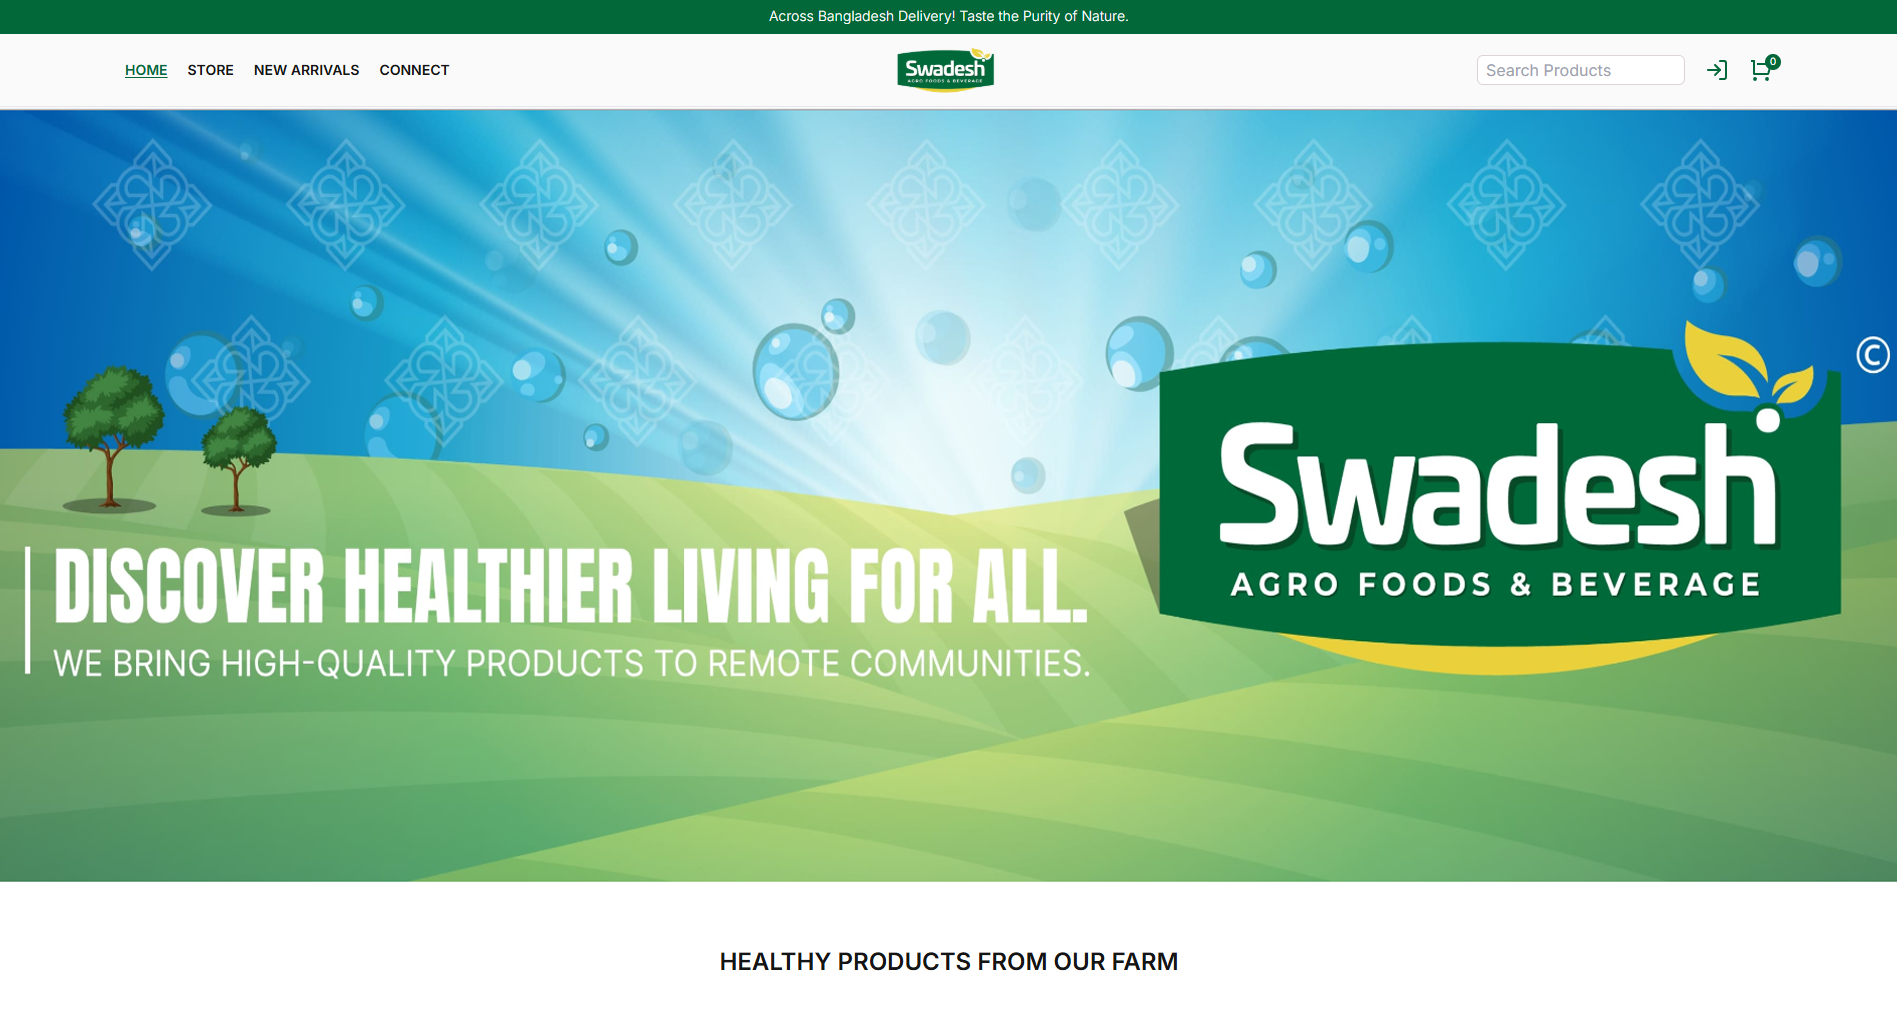 Across Bangladesh Delivery! Taste the Purity of Nature.
HOME STORE NEW ARRIVALS CONNECT
Swadesh
AGRO FOODS & BEVERAGE
Search Products
0
©
Swadesh
AGRO FOODS & BEVERAGE
DISCOVER HEALTHIER LIVING FOR ALL.
WE BRING HIGH-QUALITY PRODUCTS TO REMOTE COMMUNITIES.
HEALTHY PRODUCTS FROM OUR FARM